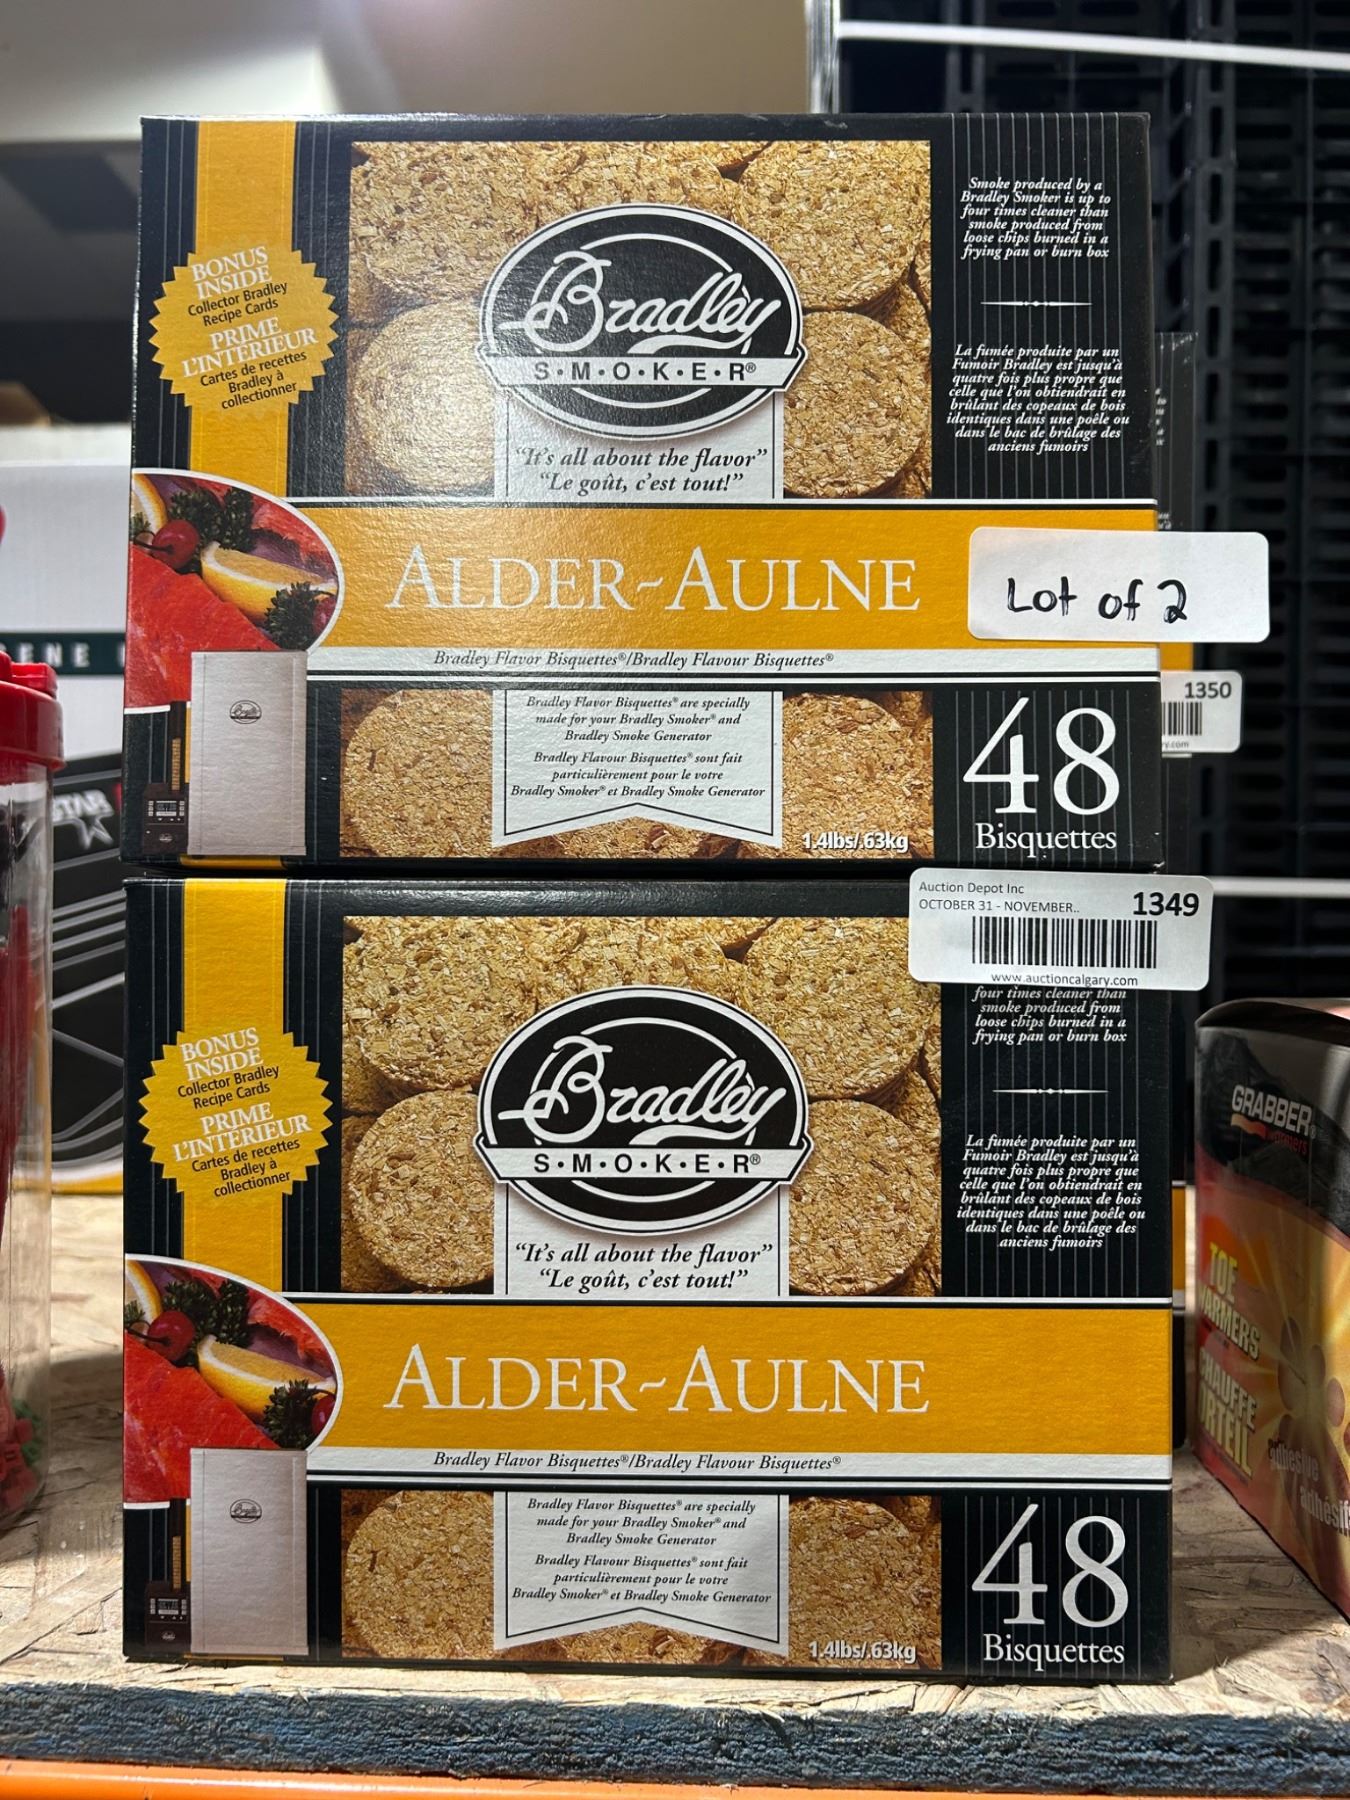 BONUS
INSIDE
Collector Bradley
Recipe Cards
PRIME
L'INTERIEUR
Cartes de recettes
Bradley à
collectionner
Bradley
S·M·O·K·E·R®
"It's all about the flavor"
"Le goût, c'est tout!"
Smoke produced by a
Bradley Smoker is up to
four times cleaner than
smoke produced from
loose chips burned in a
frying pan or burn box
La fumée produite par un
Fumoir Bradley est jusqu'à
quatre fois plus propre que
celle que l'on obtiendrait en
brûlant des copeaux de bois
identiques dans une poêle ou
dans le bac de brûlage des
anciens fumoirs
ALDER~AULNE
Lot of 2
Bradley Flavor Bisquettes®/Bradley Flavour Bisquettes®
Bradley Flavor Bisquettes® are specially
made for your Bradley Smoker® and
Bradley Smoke Generator
Bradley Flavour Bisquettes® sont fait
particulièrement pour le votre
Bradley Smoker® et Bradley Smoke Generator
1.4lbs/.63kg
48
Bisquettes
1350
ry.com
Auction Depot Inc
OCTOBER 31 - NOVEMBER..
1349
www.auctioncalgary.com
BONUS
INSIDE
Collector Bradley
Recipe Cards
PRIME
L'INTERIEUR
Cartes de recettes
Bradley à
collectionner
Bradley
S·M·O·K·E·R®
"It's all about the flavor"
"Le goût, c'est tout!"
four times cleaner than
smoke produced from
loose chips burned in a
frying pan or burn box
La fumée produite par un
Fumoir Bradley est jusqu'à
quatre fois plus propre que
celle que l'on obtiendrait en
brûlant des copeaux de bois
identiques dans une poêle ou
dans le bac de brûlage des
anciens fumoirs
ALDER~AULNE
Bradley Flavor Bisquettes®/Bradley Flavour Bisquettes®
Bradley Flavor Bisquettes® are specially
made for your Bradley Smoker® and
Bradley Smoke Generator
Bradley Flavour Bisquettes® sont fait
particulièrement pour le votre
Bradley Smoker® et Bradley Smoke Generator
1.4lbs/.63kg
48
Bisquettes
ENE
STAR
GRABBER
warmers
TOE
WARMERS
CHAUFFE
ORTEIL
adhesive
adhésif